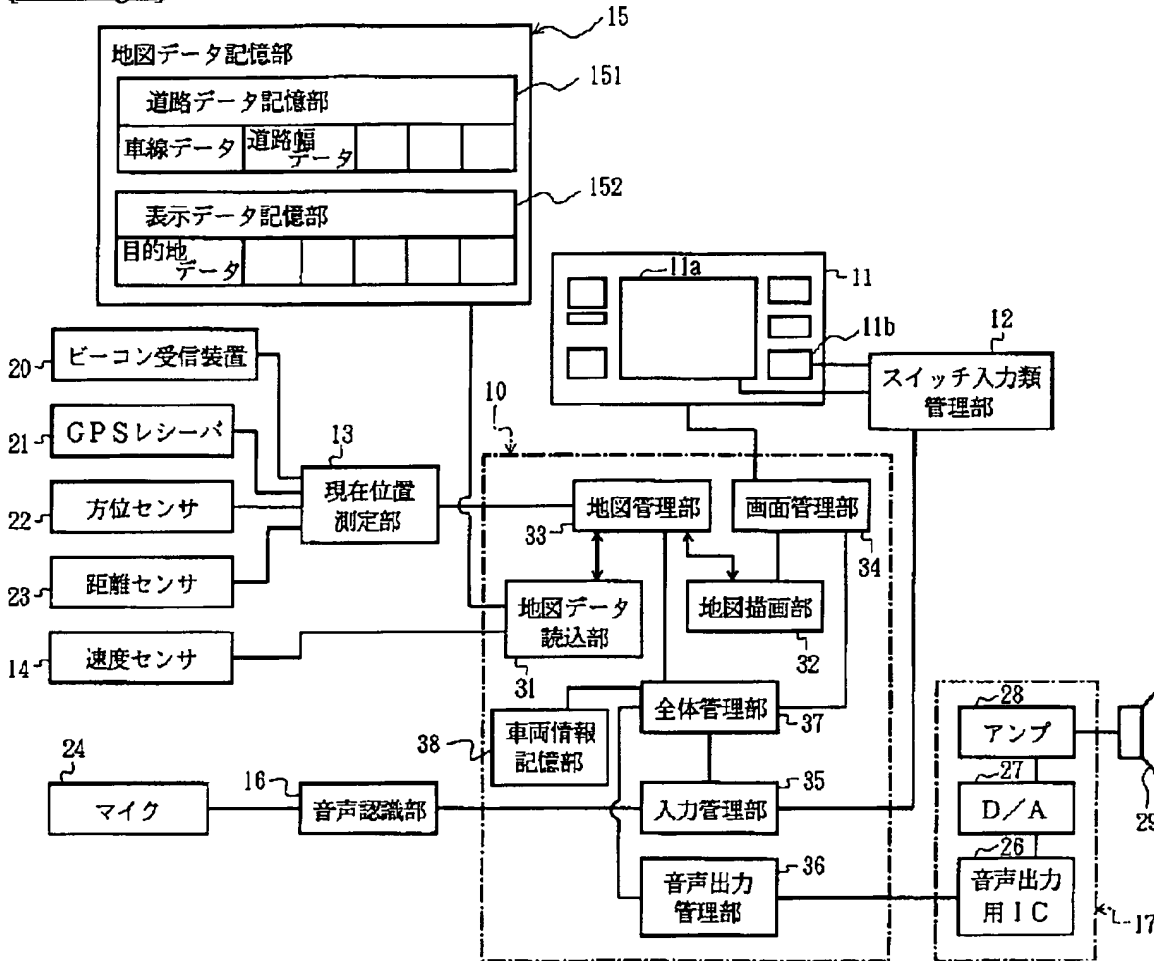 15
地図データ記憶部
151
道路データ記憶部
車線データ
道路幅
データ
152
表示データ記憶部
目的地
データ
11a
11
11b
12
スイッチ入力類
管理部
20
ビーコン受信装置
21
GPSレシーバ
22
方位センサ
23
距離センサ
14
速度センサ
13
現在位置
測定部
10
地図管理部
33
画面管理部
34
地図データ
読込部
31
地図描画部
32
全体管理部
37
38
車両情報
記憶部
24
マイク
16
音声認識部
35
入力管理部
36
音声出力
管理部
28
アンプ
27
D/A
26
音声出力
用IC
29
17